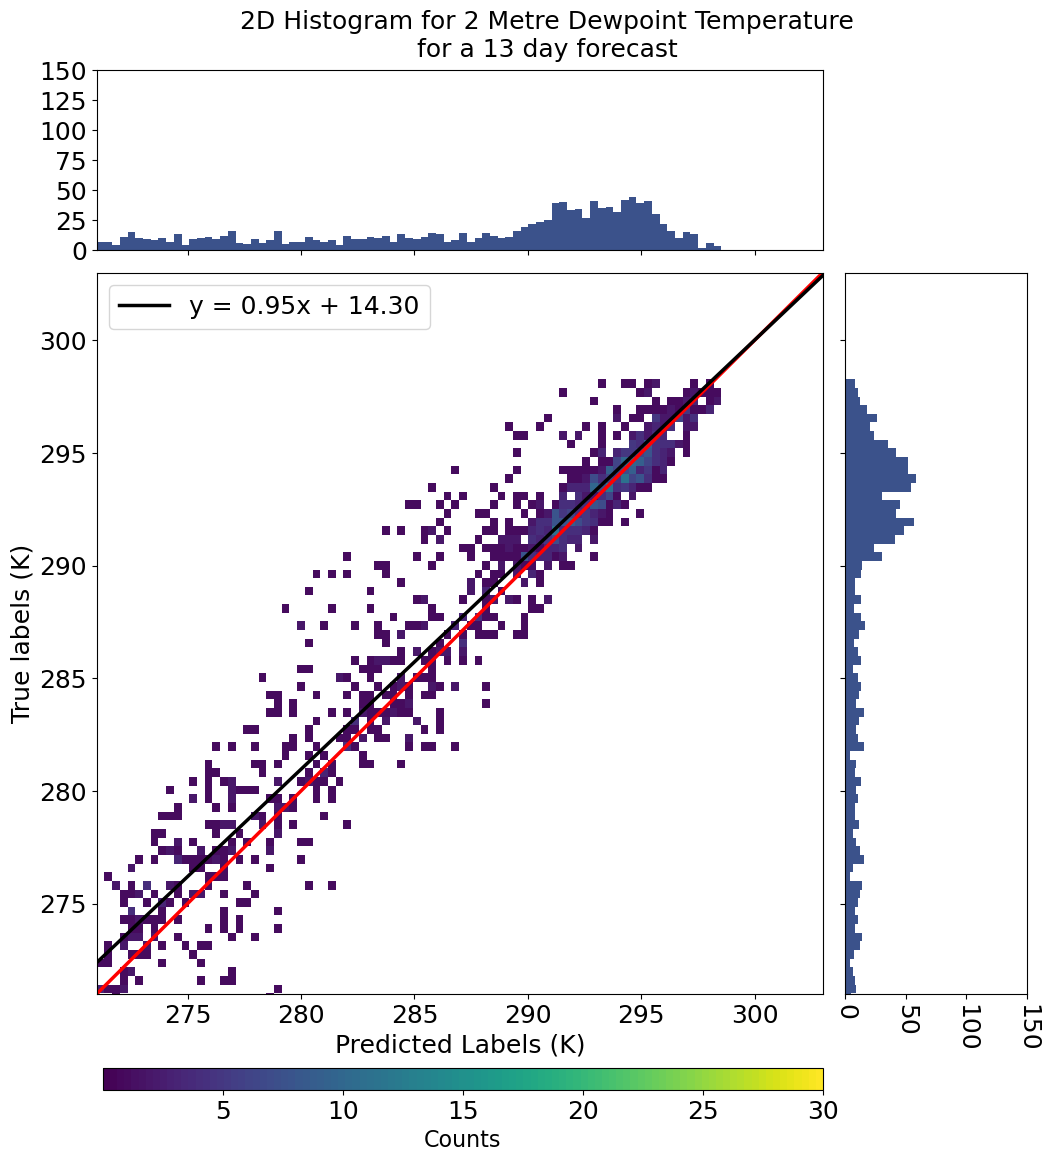 2D Histogram for 2 Metre Dewpoint Temperature
for a 13 day forecast
150
125
100
75
50
25
0
y = 0.95x + 14.30
True labels (K)
300
295
290
285
280
275
275 280 285 290 295 300
Predicted Labels (K)
0 50 100 150
5 10 15 20 25 30
Counts